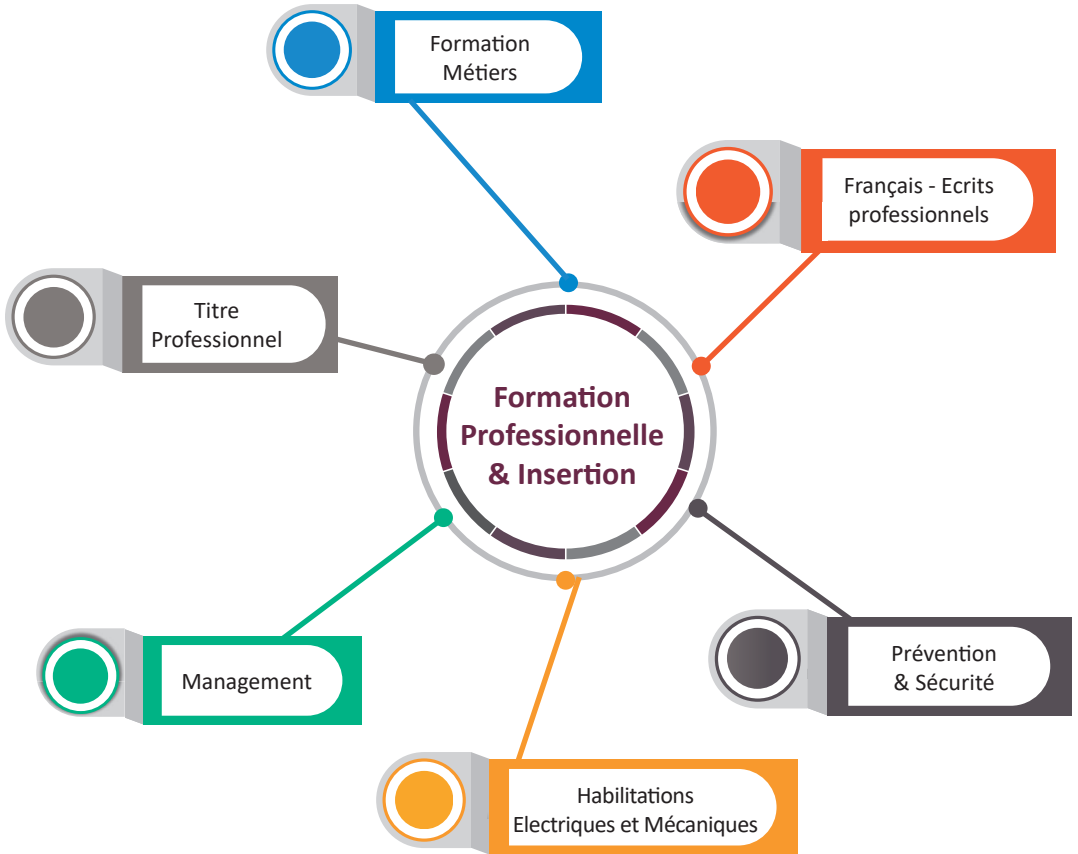 Formation
Métiers
Français - Ecrits
professionnels
Titre
Professionnel
Formation
Professionnelle
& Insertion
Management
Prévention
& Sécurité
Habilitations
Electriques et Mécaniques